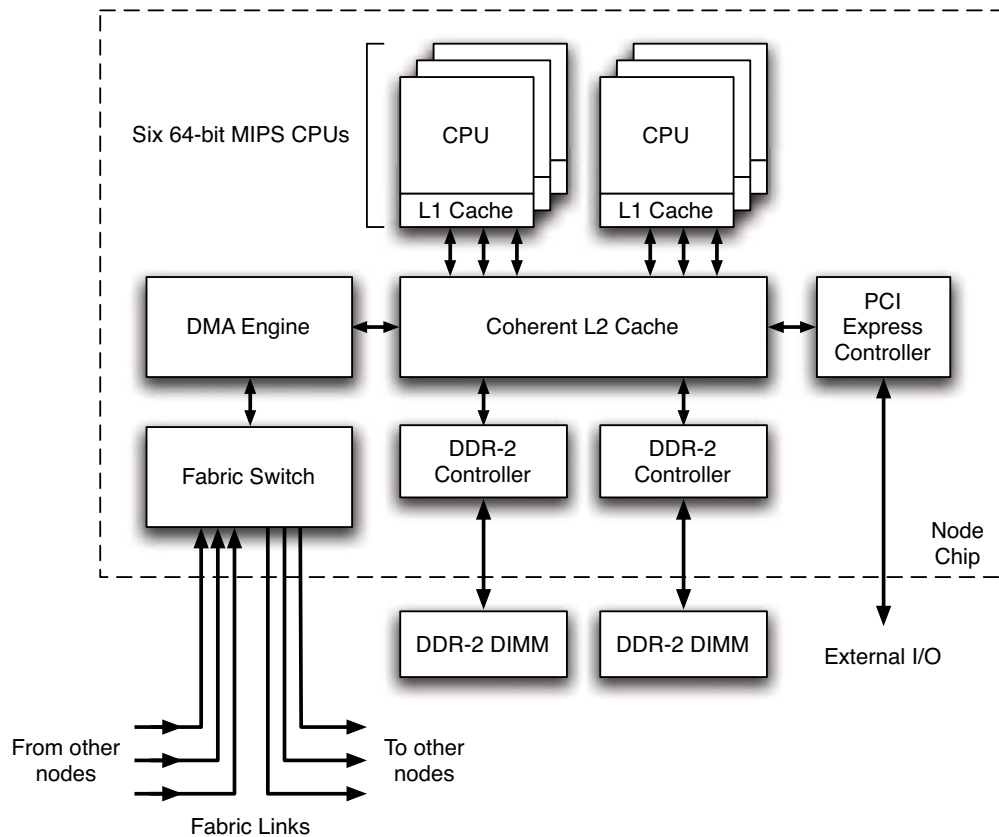 Six 64-bit MIPS CPUs
CPU
L1 Cache
CPU
L1 Cache
DMA Engine
Coherent L2 Cache
PCI
Express
Controller
Fabric Switch
DDR-2
Controller
DDR-2
Controller
Node
Chip
DDR-2 DIMM
DDR-2 DIMM
External I/O
From other
nodes
To other
nodes
Fabric Links